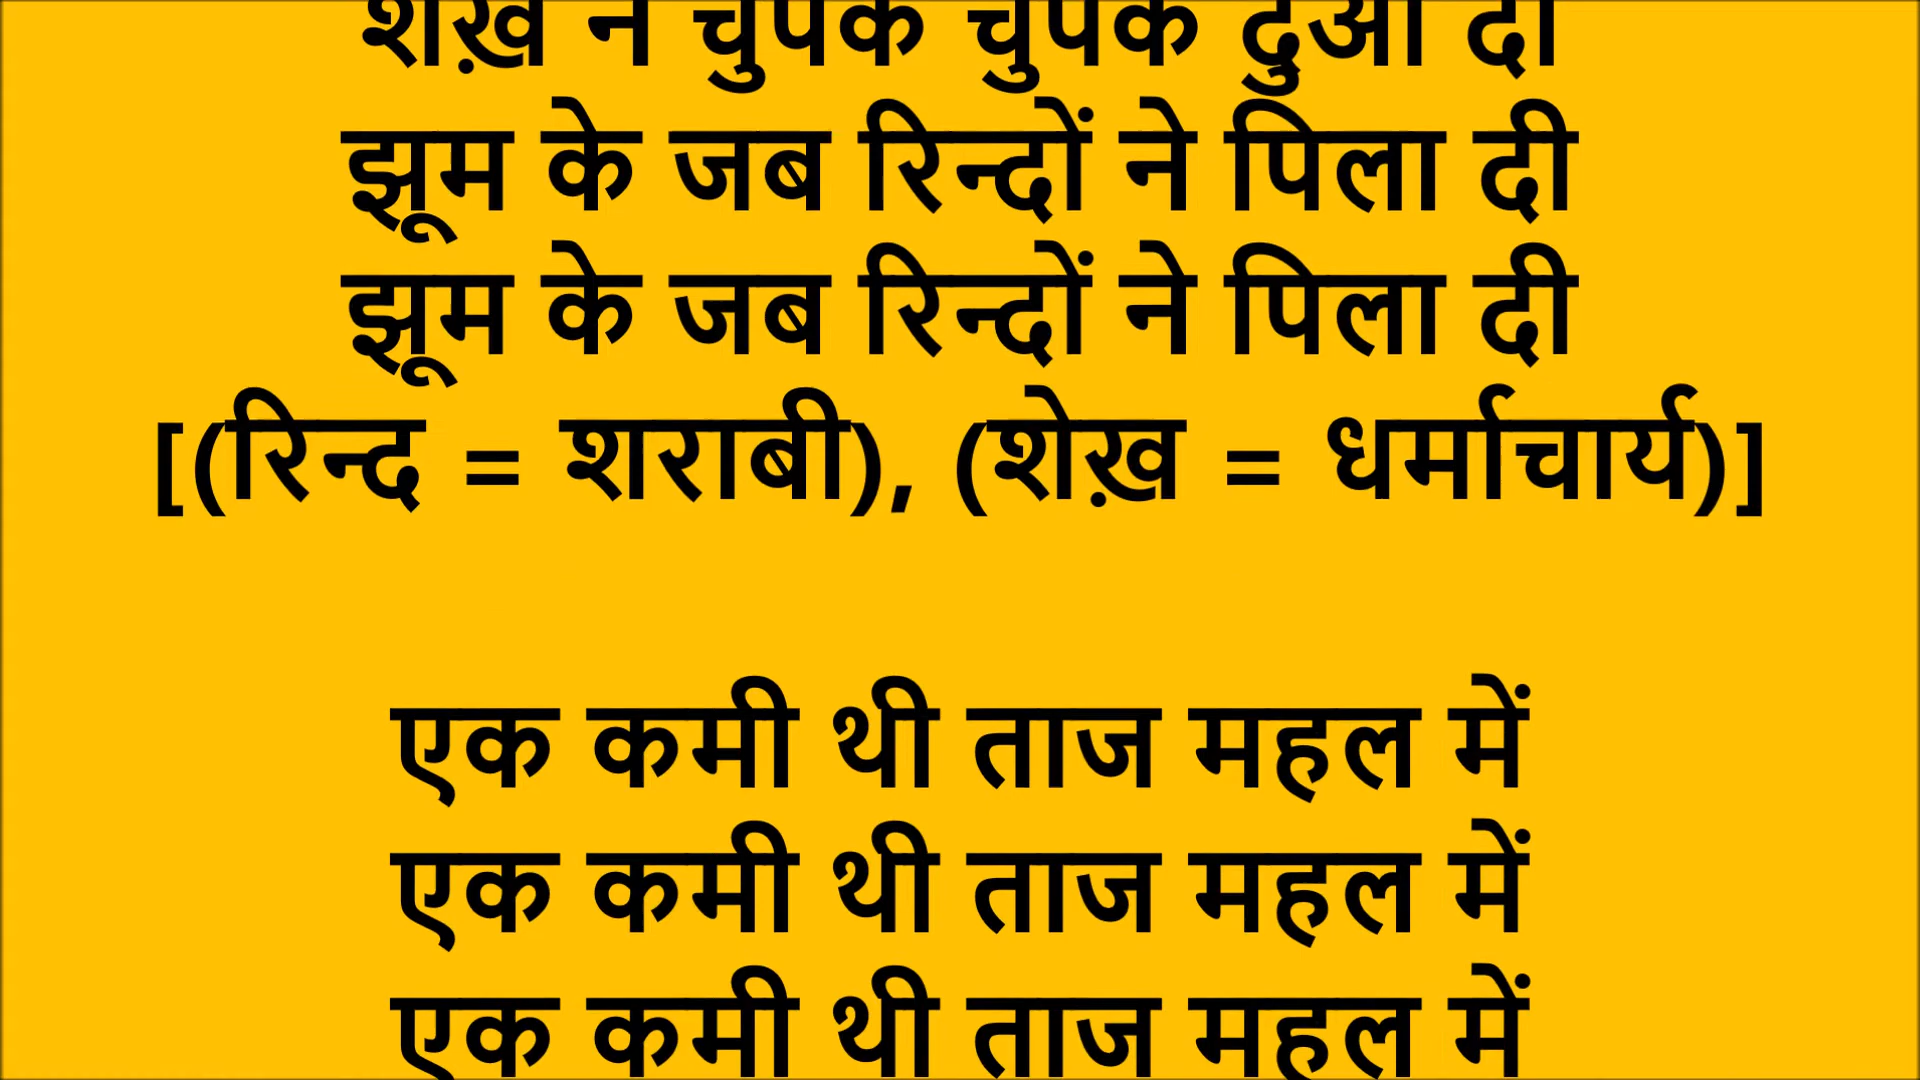 शेख़ ने चुपके चुपके दुआ दी
झूम के जब रिन्दों ने पिला दी
झूम के जब रिन्दों ने पिला दी
[(रिन्द = शराबी), (शेख़ = धर्माचार्य)]
एक कमी थी ताज महल में
एक कमी थी ताज महल में
एक कमी थी ताज महल में